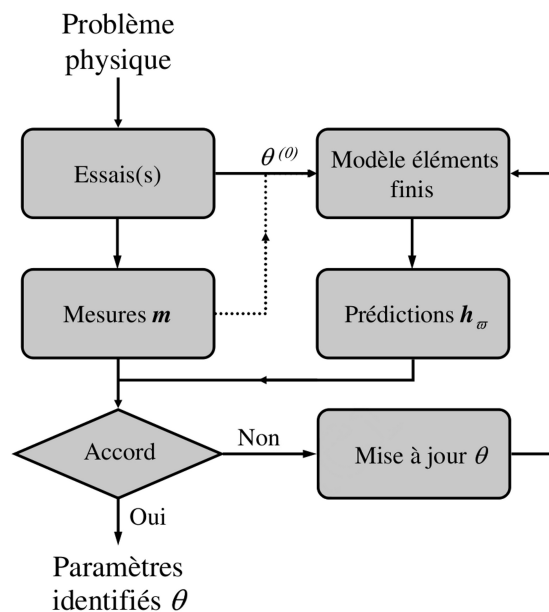 Problème
physique
Essais(s)
θ⁽⁰⁾
Modèle éléments
finis
Mesures m
Prédictions h_ϖ
Accord
Non
Mise à jour θ
Oui
Paramètres
identifiés θ